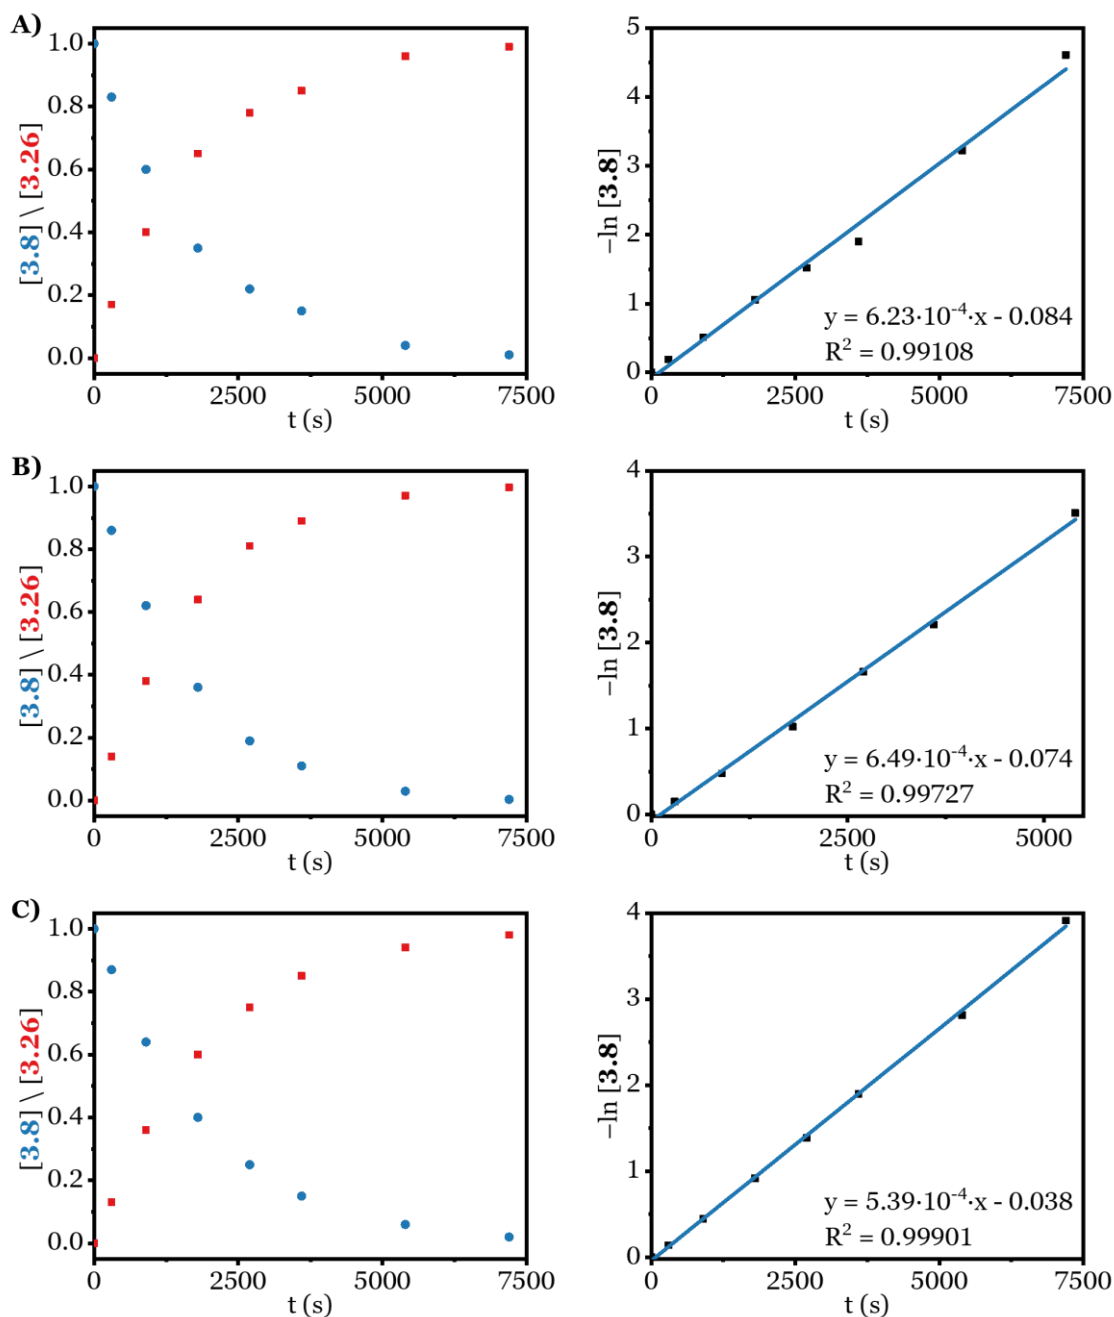 A)
[3.8] \ [3.26]
1.0
0.8
0.6
0.4
0.2
0.0
0 2500 5000 7500
t (s)
−ln [3.8]
5
4
3
2
1
0
y = 6.23·10⁻⁴·x - 0.084
R² = 0.99108
0 2500 5000 7500
t (s)
B)
[3.8] \ [3.26]
1.0
0.8
0.6
0.4
0.2
0.0
0 2500 5000 7500
t (s)
−ln [3.8]
4
3
2
1
0
y = 6.49·10⁻⁴·x - 0.074
R² = 0.99727
0 2500 5000
t (s)
C)
[3.8] \ [3.26]
1.0
0.8
0.6
0.4
0.2
0.0
0 2500 5000 7500
t (s)
−ln [3.8]
4
3
2
1
0
y = 5.39·10⁻⁴·x - 0.038
R² = 0.99901
0 2500 5000 7500
t (s)